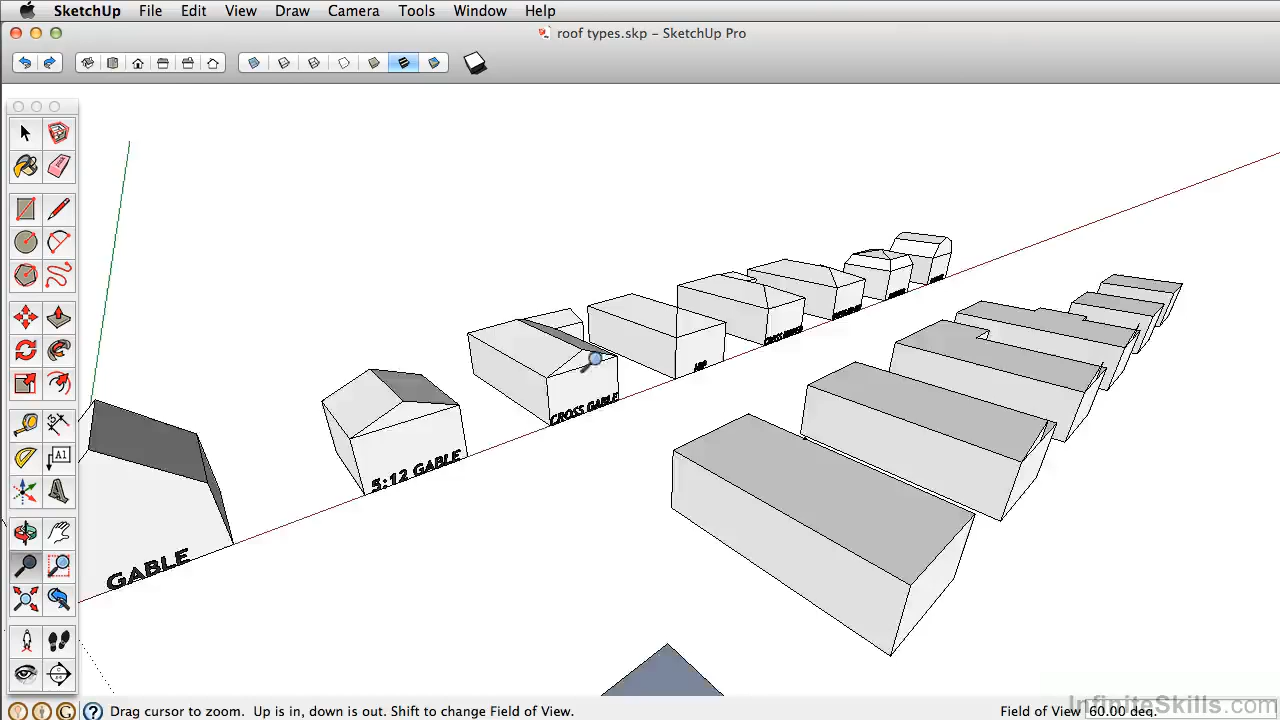 SketchUp File Edit View Draw Camera Tools Window Help
roof types.skp – SketchUp Pro
A1
CROSS GABLE
HIP
5:12 GABLE
GABLE
Drag cursor to zoom. Up is in, down is out. Shift to change Field of View.
Field of View 60.00 deg.
InfiniteSkills.com